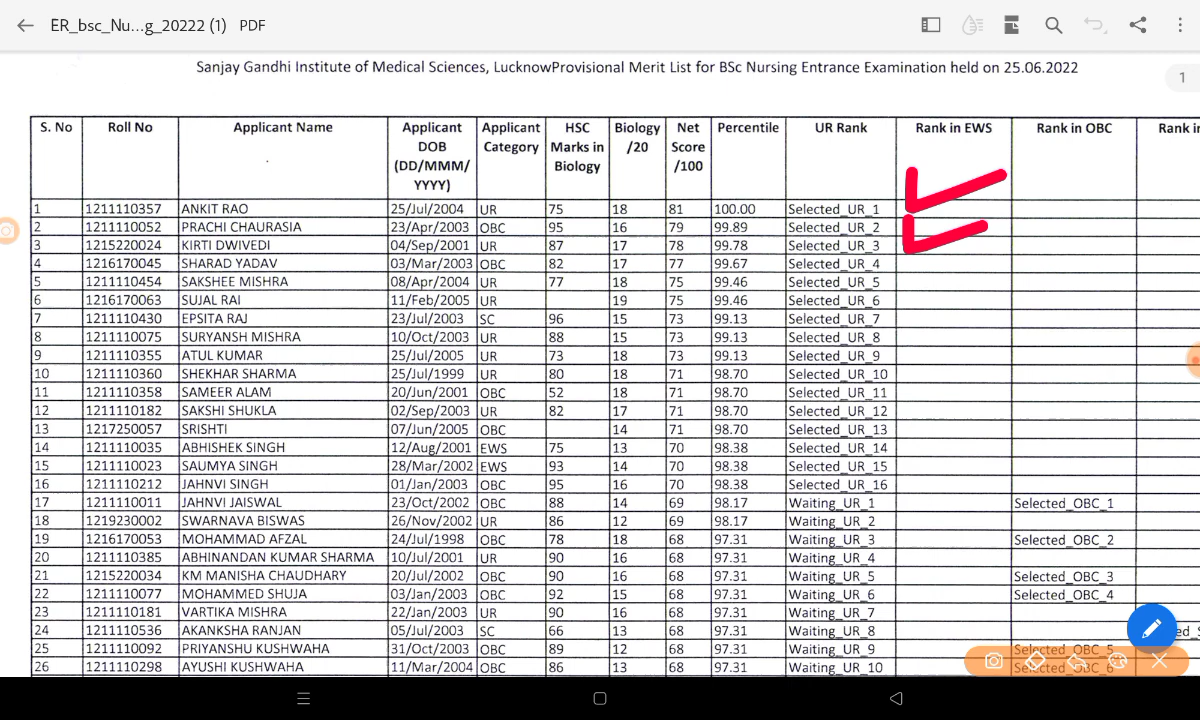 ER_bsc_Nu...g_20222 (1) PDF
Sanjay Gandhi Institute of Medical Sciences, LucknowProvisional Merit List for BSc Nursing Entrance Examination held on 25.06.2022
1
S. No Roll No Applicant Name Applicant DOB (DD/MMM/YYYY) Applicant Category HSC Marks in Biology Biology /20 Net Score /100 Percentile UR Rank Rank in EWS Rank in OBC Rank in
1 1211110357 ANKIT RAO 25/Jul/2004 UR 75 18 81 100.00 Selected_UR_1
2 1211110052 PRACHI CHAURASIA 23/Apr/2003 OBC 95 16 79 99.89 Selected_UR_2
3 1215220024 KIRTI DWIVEDI 04/Sep/2001 UR 87 17 78 99.78 Selected_UR_3
4 1216170045 SHARAD YADAV 03/Mar/2003 OBC 82 17 77 99.67 Selected_UR_4
5 1211110454 SAKSHEE MISHRA 08/Apr/2004 UR 77 18 75 99.46 Selected_UR_5
6 1216170063 SUJAL RAI 11/Feb/2005 UR 19 75 99.46 Selected_UR_6
7 1211110430 EPSITA RAJ 23/Jul/2003 SC 96 15 73 99.13 Selected_UR_7
8 1211110075 SURYANSH MISHRA 10/Oct/2003 UR 88 15 73 99.13 Selected_UR_8
9 1211110355 ATUL KUMAR 25/Jul/2005 UR 73 18 73 99.13 Selected_UR_9
10 1211110360 SHEKHAR SHARMA 25/Jul/1999 UR 80 18 71 98.70 Selected_UR_10
11 1211110358 SAMEER ALAM 20/Jun/2001 OBC 52 18 71 98.70 Selected_UR_11
12 1211110182 SAKSHI SHUKLA 02/Sep/2003 UR 82 17 71 98.70 Selected_UR_12
13 1217250057 SRISHTI 07/Jun/2005 OBC 14 71 98.70 Selected_UR_13
14 1211110035 ABHISHEK SINGH 12/Aug/2001 EWS 75 13 70 98.38 Selected_UR_14
15 1211110023 SAUMYA SINGH 28/Mar/2002 EWS 93 14 70 98.38 Selected_UR_15
16 1211110212 JAHNVI SINGH 01/Jan/2003 OBC 95 16 70 98.38 Selected_UR_16
17 1211110011 JAHNVI JAISWAL 23/Oct/2002 OBC 88 14 69 98.17 Waiting_UR_1 Selected_OBC_1
18 1219230002 SWARNAVA BISWAS 26/Nov/2002 UR 86 12 69 98.17 Waiting_UR_2
19 1216170053 MOHAMMAD AFZAL 24/Jul/1998 OBC 78 18 68 97.31 Waiting_UR_3 Selected_OBC_2
20 1211110385 ABHINANDAN KUMAR SHARMA 10/Jul/2001 UR 90 16 68 97.31 Waiting_UR_4
21 1215220034 KM MANISHA CHAUDHARY 20/Jul/2002 OBC 90 16 68 97.31 Waiting_UR_5 Selected_OBC_3
22 1211110077 MOHAMMED SHUJA 03/Jan/2003 OBC 92 15 68 97.31 Waiting_UR_6 Selected_OBC_4
23 1211110181 VARTIKA MISHRA 22/Jan/2003 UR 90 16 68 97.31 Waiting_UR_7
24 1211110536 AKANKSHA RANJAN 05/Jul/2003 SC 66 13 68 97.31 Waiting_UR_8
25 1211110092 PRIYANSHU KUSHWAHA 31/Oct/2003 OBC 89 12 68 97.31 Waiting_UR_9 Selected_OBC_5
26 1211110298 AYUSHI KUSHWAHA 11/Mar/2004 OBC 86 13 68 97.31 Waiting_UR_10 Selected_OBC_6